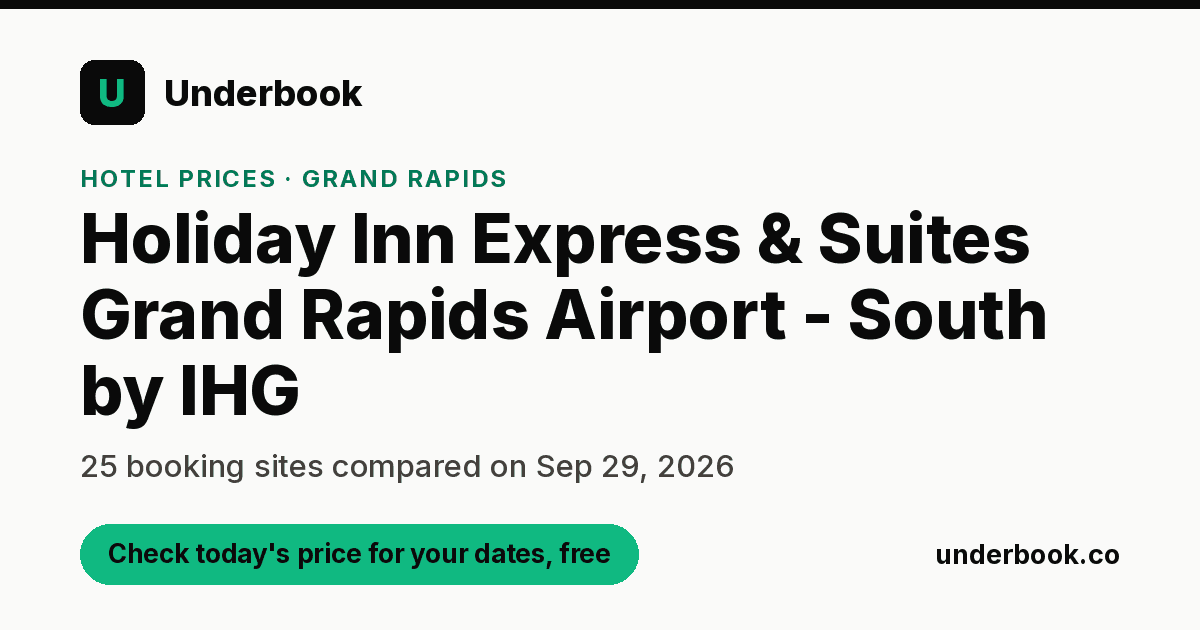 U Underbook
HOTEL PRICES · GRAND RAPIDS
Holiday Inn Express & Suites
Grand Rapids Airport - South
by IHG
25 booking sites compared on Sep 29, 2026
Check today's price for your dates, free
underbook.co